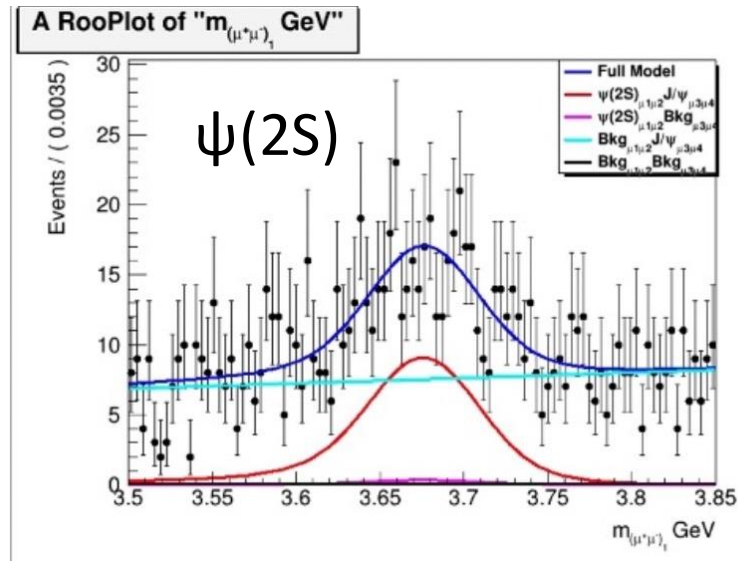 A RooPlot of "m(μ⁺μ⁻)₁ GeV"
Events / ( 0.0035 )
30
25
20
15
10
5
0
ψ(2S)
Full Model
ψ(2S)μ1μ2J/ψμ3μ4
ψ(2S)μ1μ2Bkgμ3μ4
Bkgμ1μ2J/ψμ3μ4
Bkgμ1μ2Bkgμ3μ4
3.5 3.55 3.6 3.65 3.7 3.75 3.8 3.85
m(μ⁺μ⁻)₁ GeV